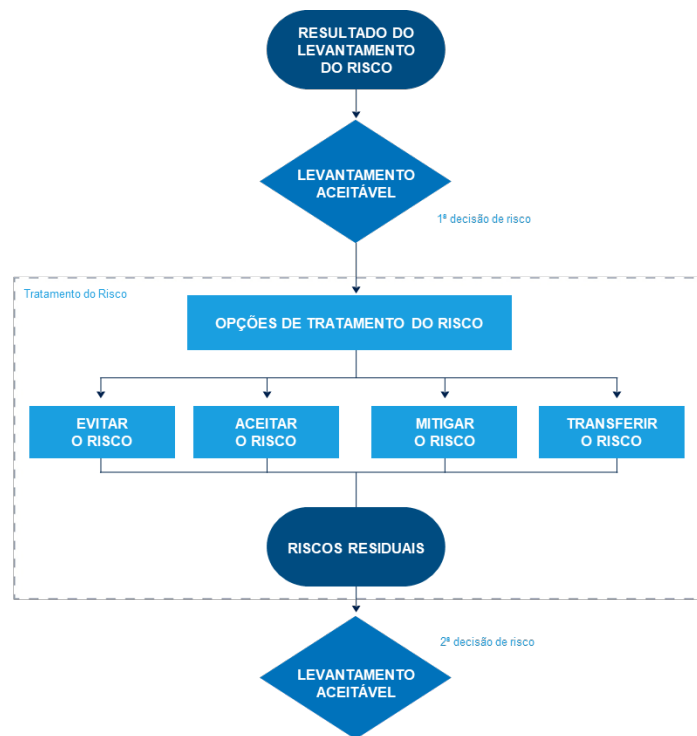 RESULTADO DO
LEVANTAMENTO
DO RISCO
LEVANTAMENTO
ACEITÁVEL
1ª decisão de risco
Tratamento do Risco
OPÇÕES DE TRATAMENTO DO RISCO
EVITAR
O RISCO
ACEITAR
O RISCO
MITIGAR
O RISCO
TRANSFERIR
O RISCO
RISCOS RESIDUAIS
2ª decisão de risco
LEVANTAMENTO
ACEITÁVEL